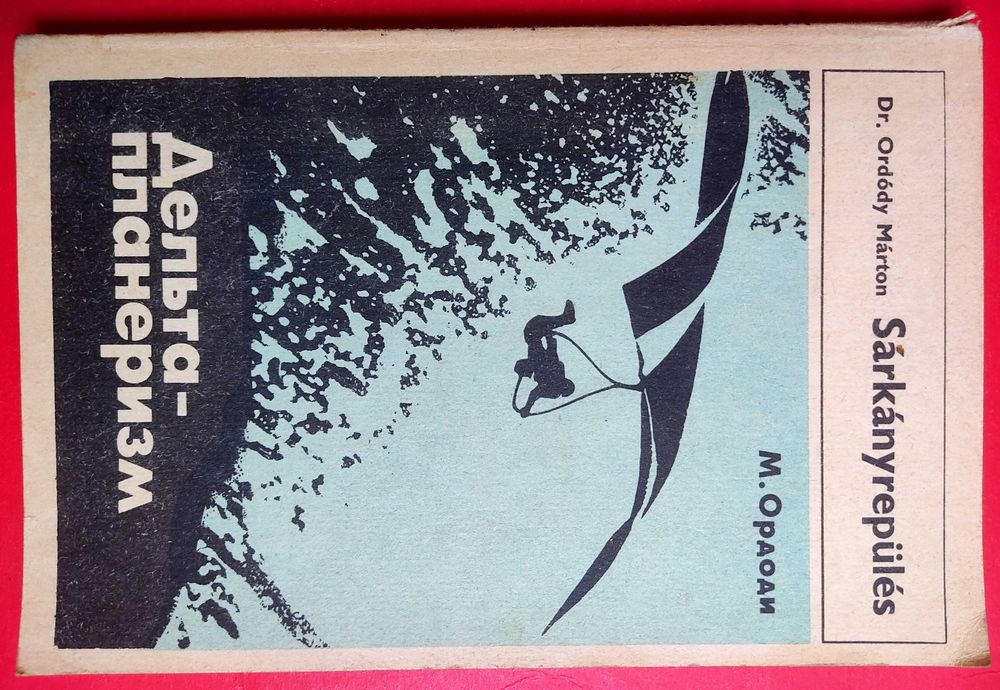 Dr. Ordódy Márton Sárkányrepülés
М. Ордоди
Дельта-
планеризм